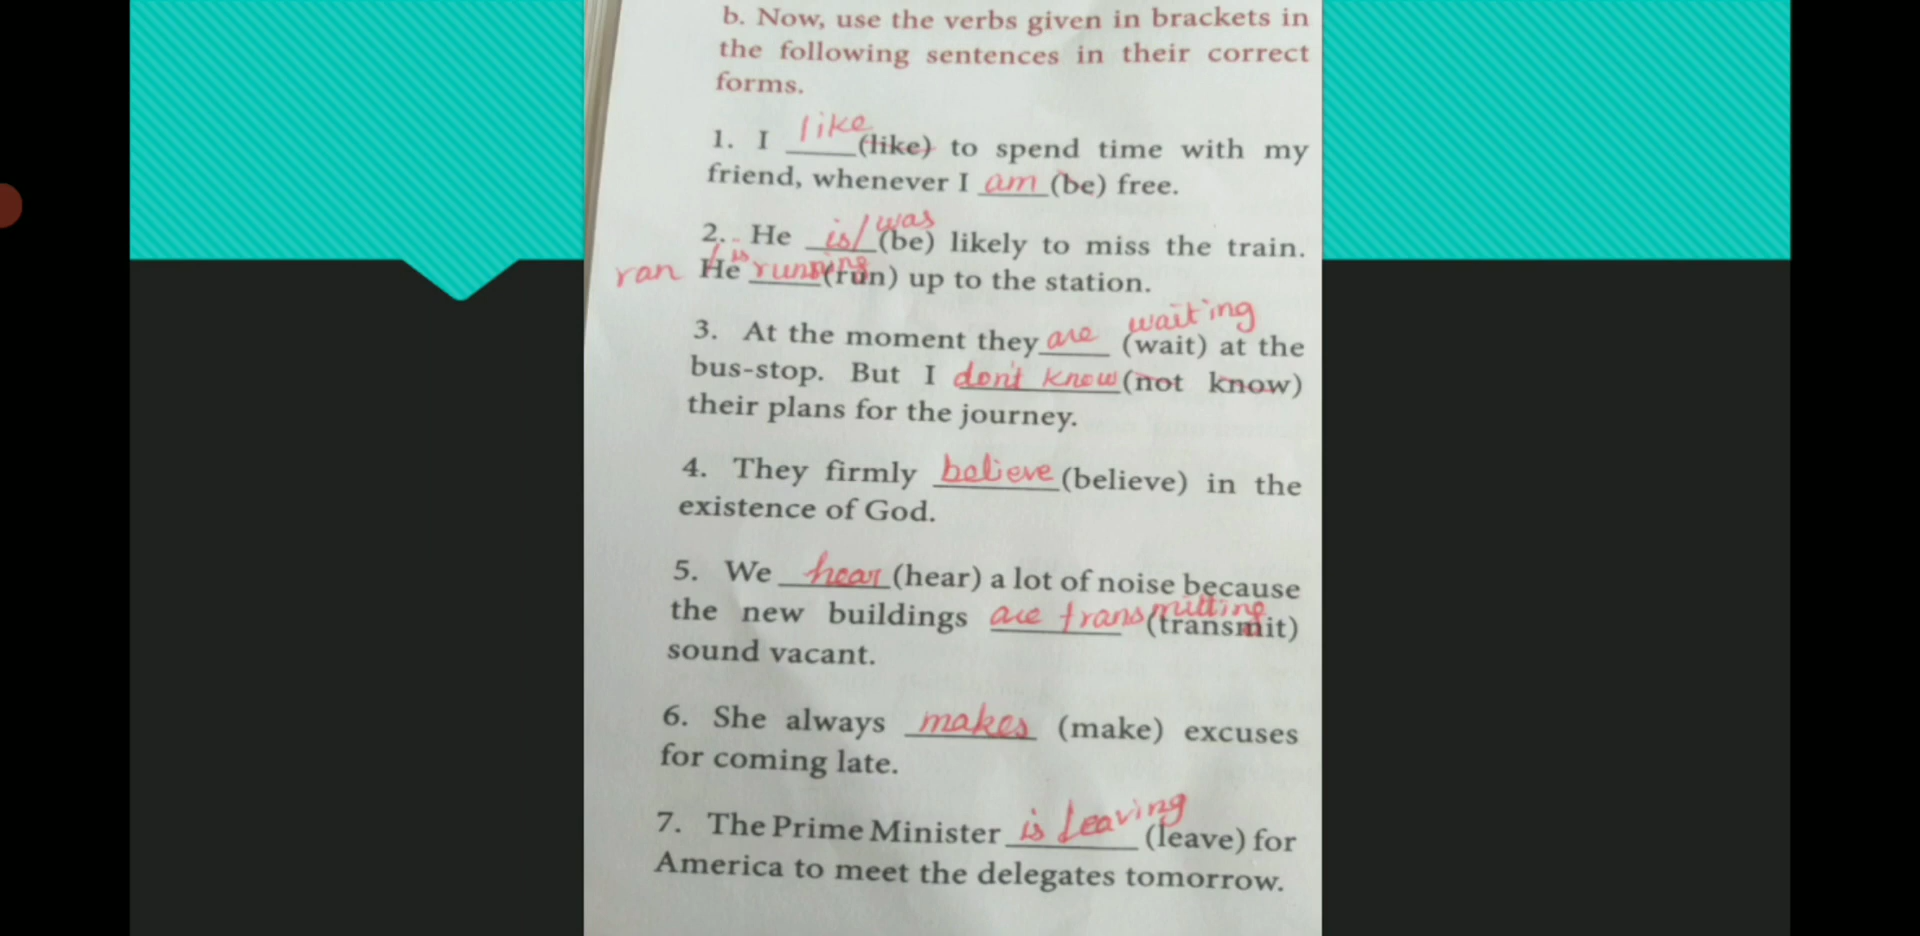 b. Now, use the verbs given in brackets in
the following sentences in their correct
forms.
1. I like (like) to spend time with my
friend, whenever I am (be) free.
2. He is/was (be) likely to miss the train.
ran / He is running (run) up to the station.
3. At the moment they are waiting (wait) at the
bus-stop. But I don't know (not know)
their plans for the journey.
4. They firmly believe (believe) in the
existence of God.
5. We hear (hear) a lot of noise because
the new buildings are transmitting (transmit)
sound vacant.
6. She always makes (make) excuses
for coming late.
7. The Prime Minister is leaving (leave) for
America to meet the delegates tomorrow.